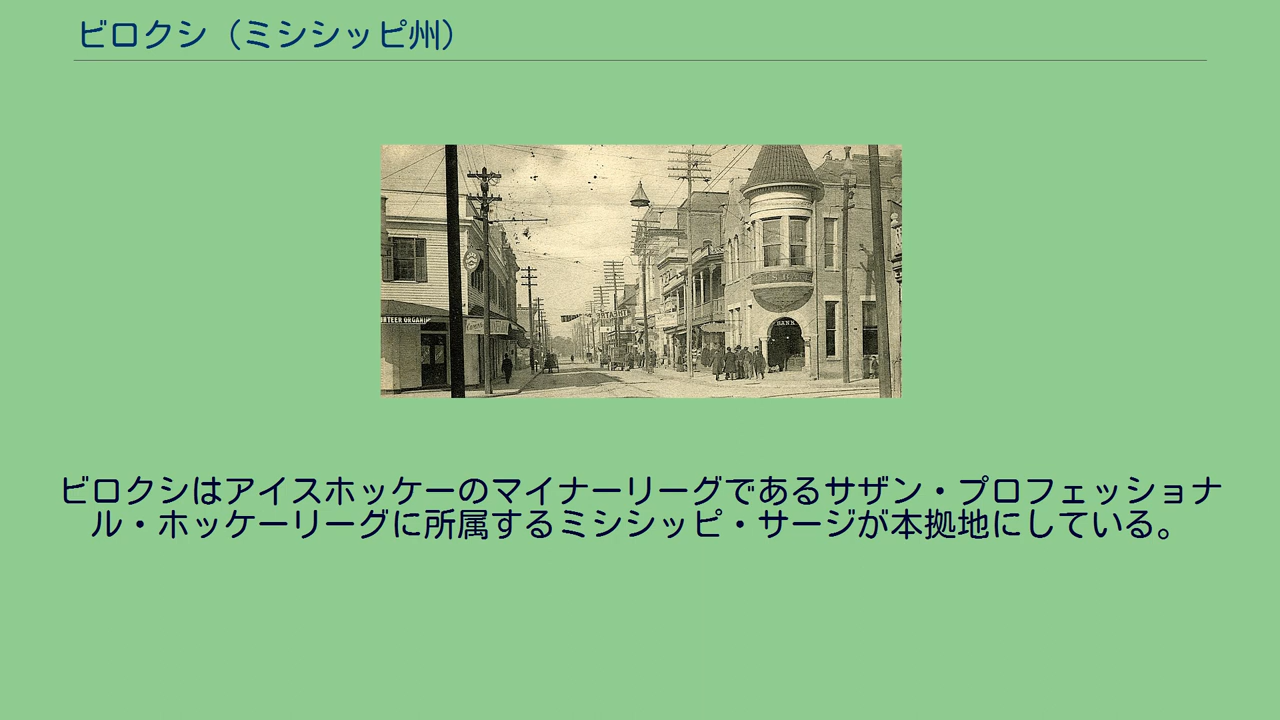 ビロクシ（ミシシッピ州）
BANK
ビロクシはアイスホッケーのマイナーリーグであるサザン・プロフェッショナ
ル・ホッケーリーグに所属するミシシッピ・サージが本拠地にしている。